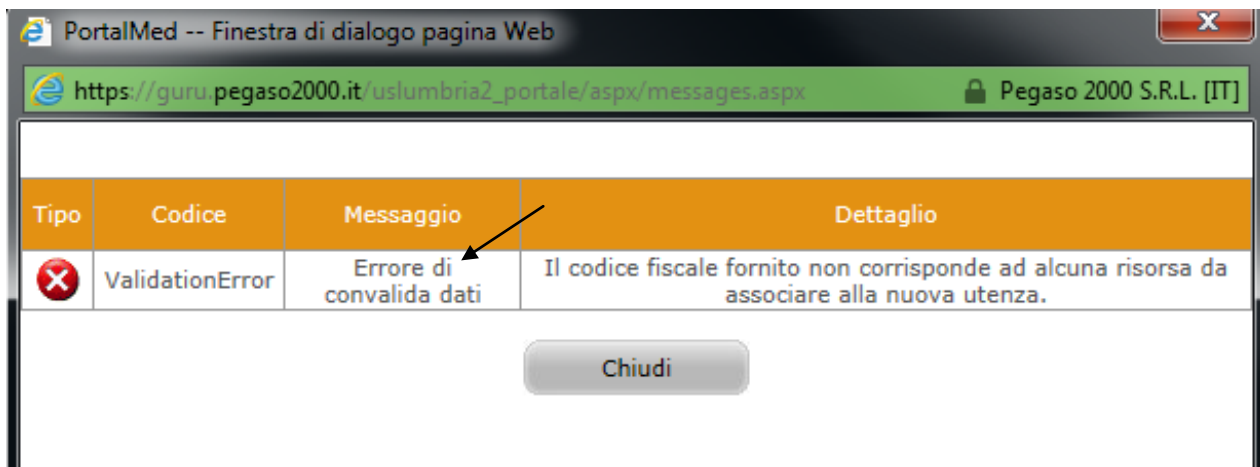 PortalMed -- Finestra di dialogo pagina Web
x
https://guru.pegaso2000.it/uslumbria2_portale/aspx/messages.aspx Pegaso 2000 S.R.L. [IT]
Tipo Codice Messaggio Dettaglio
ValidationError Errore di convalida dati Il codice fiscale fornito non corrisponde ad alcuna risorsa da
associare alla nuova utenza.
Chiudi